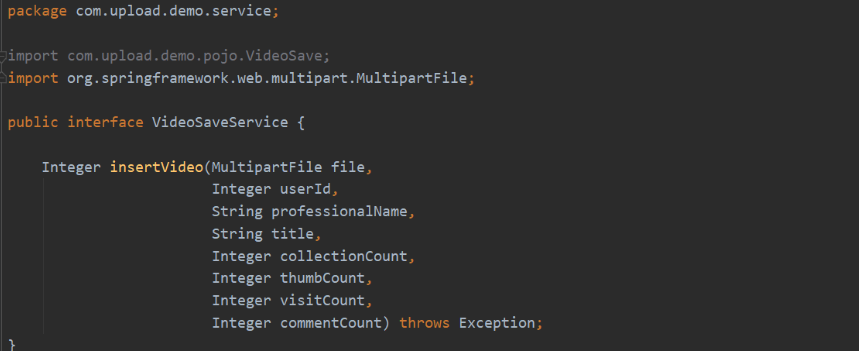 package com.upload.demo.service;
import com.upload.demo.pojo.VideoSave;
import org.springframework.web.multipart.MultipartFile;
public interface VideoSaveService {
Integer insertVideo(MultipartFile file,
Integer userId,
String professionalName,
String title,
Integer collectionCount,
Integer thumbCount,
Integer visitCount,
Integer commentCount) throws Exception;
}